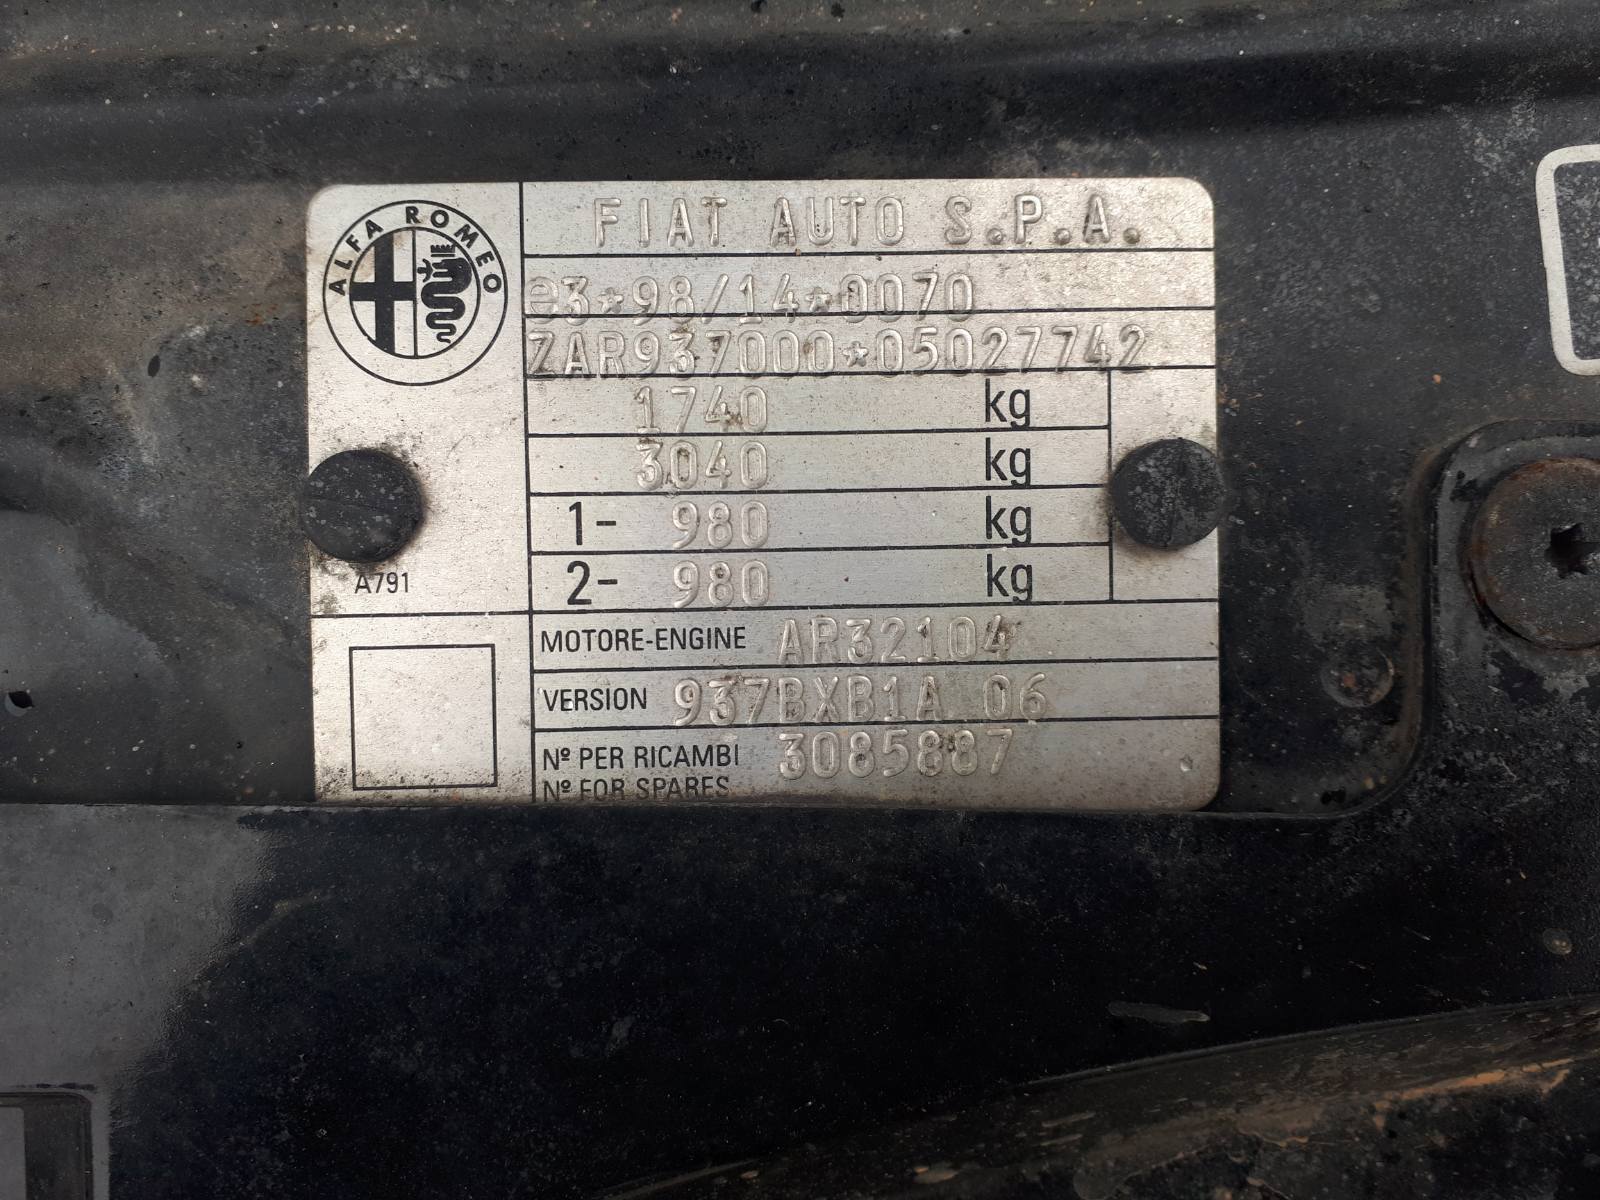 ALFA ROMEO
FIAT AUTO S.P.A.
e3*98/14*0070
ZAR937000*05027742
1740 kg
3040 kg
1- 980 kg
2- 980 kg
A791
MOTORE-ENGINE AR32104
VERSION 937BXB1A 06
Nº PER RICAMBI 3085887
Nº FOR SPARES